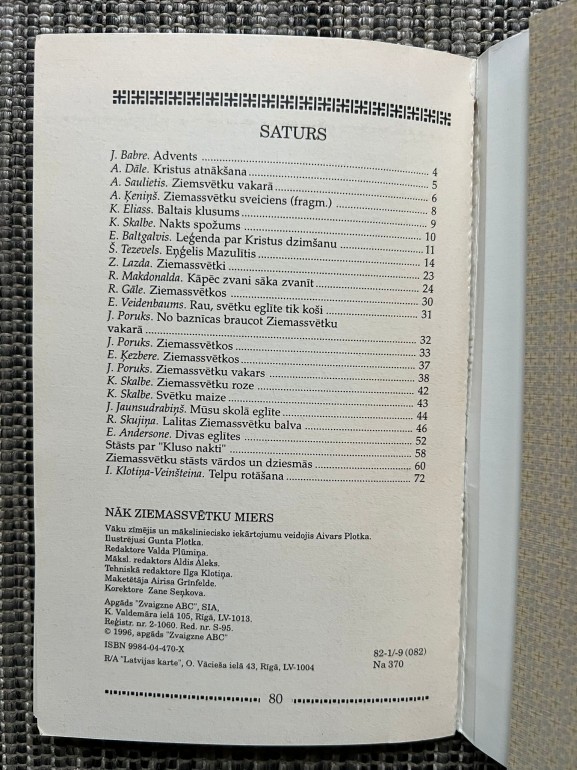 SATURS
J. Babre. Advents 4
A. Dāle. Kristus atnākšana 5
A. Saulietis. Ziemsvētku vakarā 6
A. Ķeniņš. Ziemassvētku sveiciens (fragm.) 8
K. Eliass. Baltais klusums 9
K. Skalbe. Nakts spožums 10
E. Baltgalvis. Leģenda par Kristus dzimšanu 11
Š. Tezevels. Eņģelis Mazulītis 14
Z. Lazda. Ziemassvētki 23
R. Makdonalda. Kāpēc zvani sāka zvanīt 24
R. Gāle. Ziemassvētkos 30
E. Veidenbaums. Rau, svētku eglīte tik koši 31
J. Poruks. No baznīcas braucot Ziemassvētku
vakarā 32
J. Poruks. Ziemassvētkos 33
E. Ķezbere. Ziemassvētkos 37
J. Poruks. Ziemassvētku vakars 38
K. Skalbe. Ziemassvētku roze 42
K. Skalbe. Svētku maize 43
J. Jaunsudrabiņš. Mūsu skolā eglīte 44
R. Skujiņa. Lalitas Ziemassvētku balva 46
E. Andersone. Divas eglītes 52
Stāsts par "Kluso nakti" 58
Ziemassvētku stāsts vārdos un dziesmās 60
I. Klotiņa-Veinšteina. Telpu rotāšana 72
NĀK ZIEMASSVĒTKU MIERS
Vāku zīmējis un māksliniecisko iekārtojumu veidojis Aivars Plotka.
Ilustrējusi Gunta Plotka.
Redaktore Valda Plūmiņa.
Māksl. redaktors Aldis Aleks.
Tehniskā redaktore Ilga Klotiņa.
Maketētāja Airisa Grīnfelde.
Korektore Zane Seņkova.
Apgāds "Zvaigzne ABC", SIA,
K. Valdemāra ielā 105, Rīgā, LV-1013.
Reģistr. nr. 2-1060. Red. nr. S-95.
© 1996, apgāds "Zvaigzne ABC"
ISBN 9984-04-470-X 82-1/-9 (082)
R/A "Latvijas karte", O. Vācieša ielā 43, Rīgā, LV-1004 Na 370
80